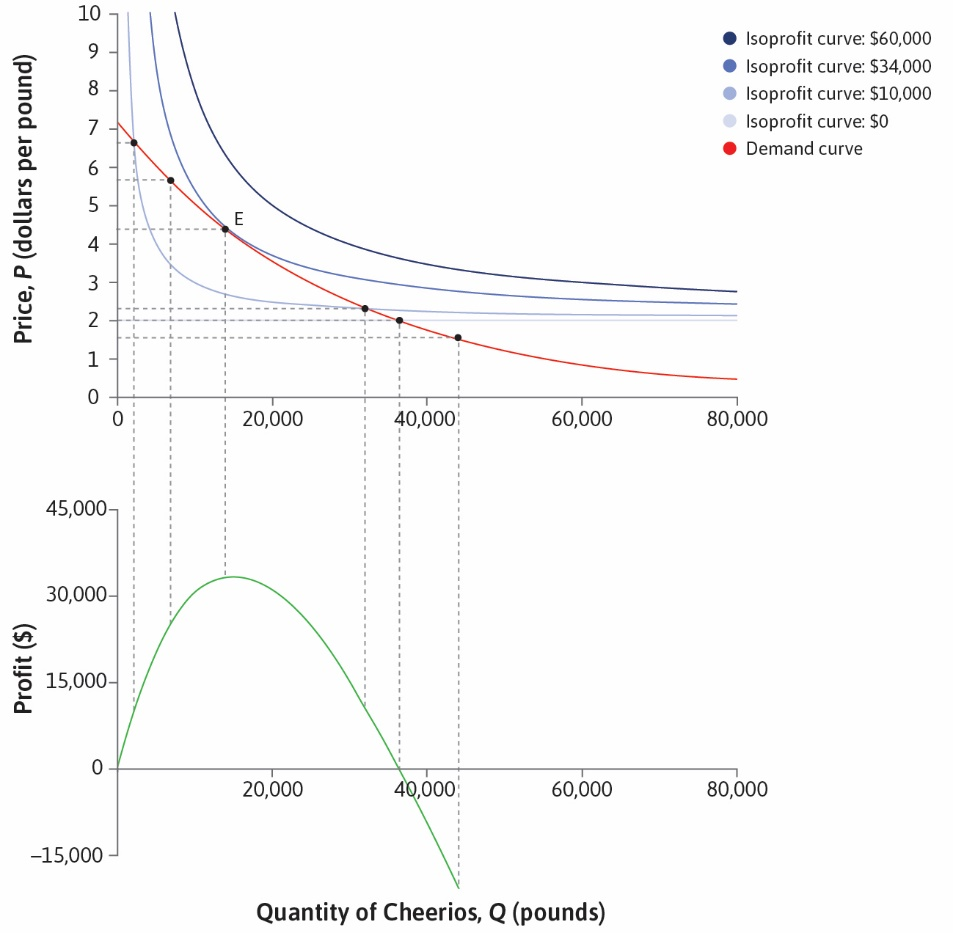 Price, P (dollars per pound)
10
9
8
7
6
5
4
3
2
1
0
0
20,000
40,000
60,000
80,000
E
Isoprofit curve: $60,000
Isoprofit curve: $34,000
Isoprofit curve: $10,000
Isoprofit curve: $0
Demand curve
Profit ($)
45,000
30,000
15,000
0
–15,000
20,000
40,000
60,000
80,000
Quantity of Cheerios, Q (pounds)